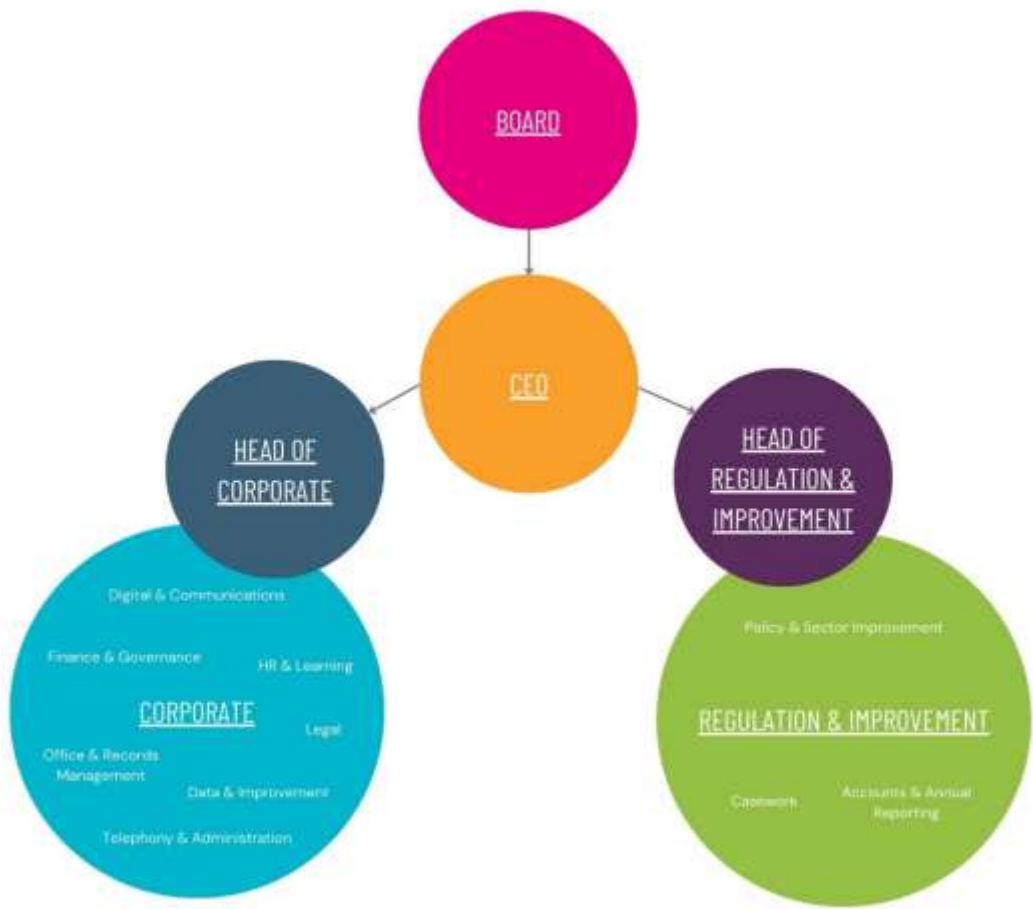 BOARD
CEO
HEAD OF
CORPORATE
HEAD OF
REGULATION &
IMPROVEMENT
Digital & Communications
Finance & Governance
HR & Learning
CORPORATE
Legal
Office & Records
Management
Data & Improvement
Telephony & Administration
Policy & Sector Improvement
REGULATION & IMPROVEMENT
Casework
Accounts & Annual
Reporting